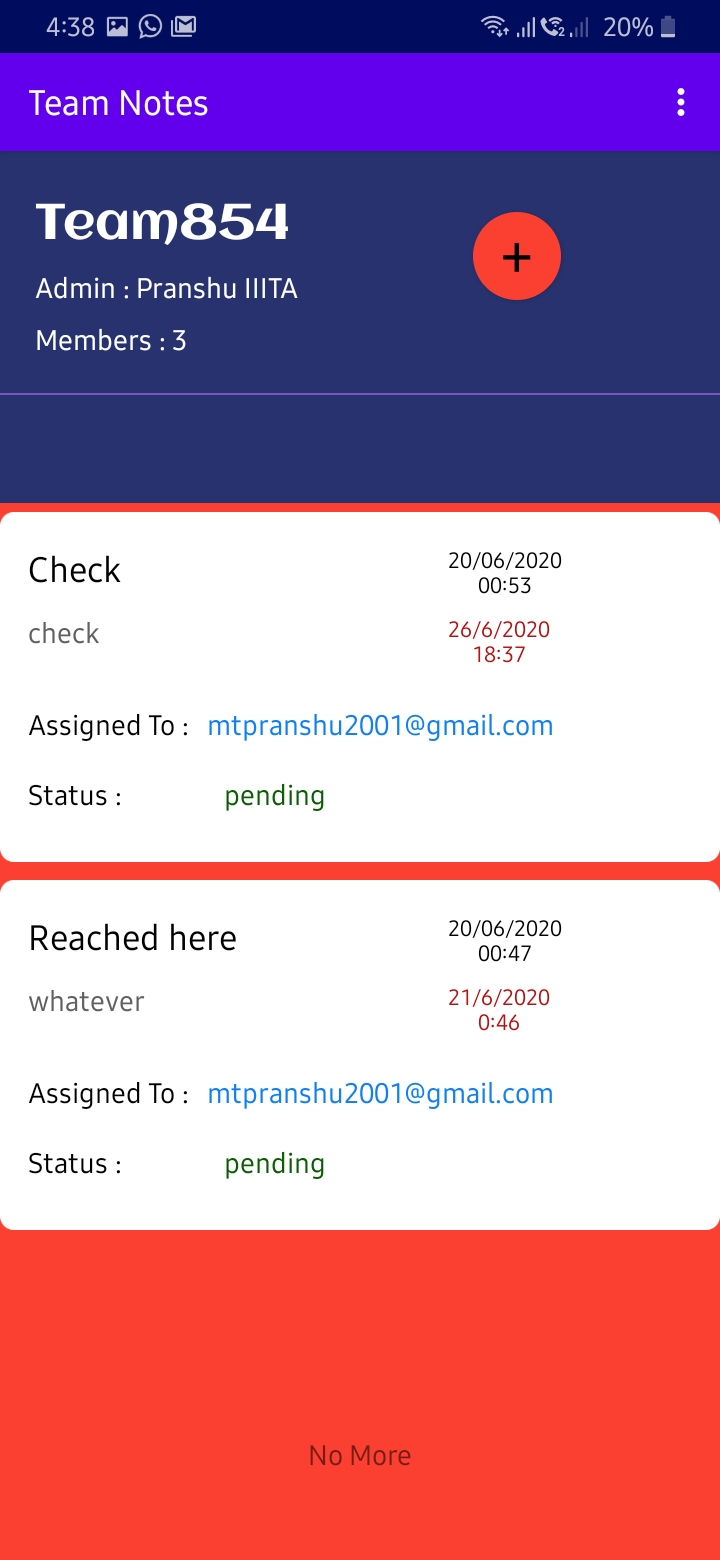 4:38 20%
Team Notes
Team854
Admin : Pranshu IIITA
Members : 3
+
Check
20/06/2020
00:53
check
26/6/2020
18:37
Assigned To : mtpranshu2001@gmail.com
Status : pending
Reached here
20/06/2020
00:47
whatever
21/6/2020
0:46
Assigned To : mtpranshu2001@gmail.com
Status : pending
No More